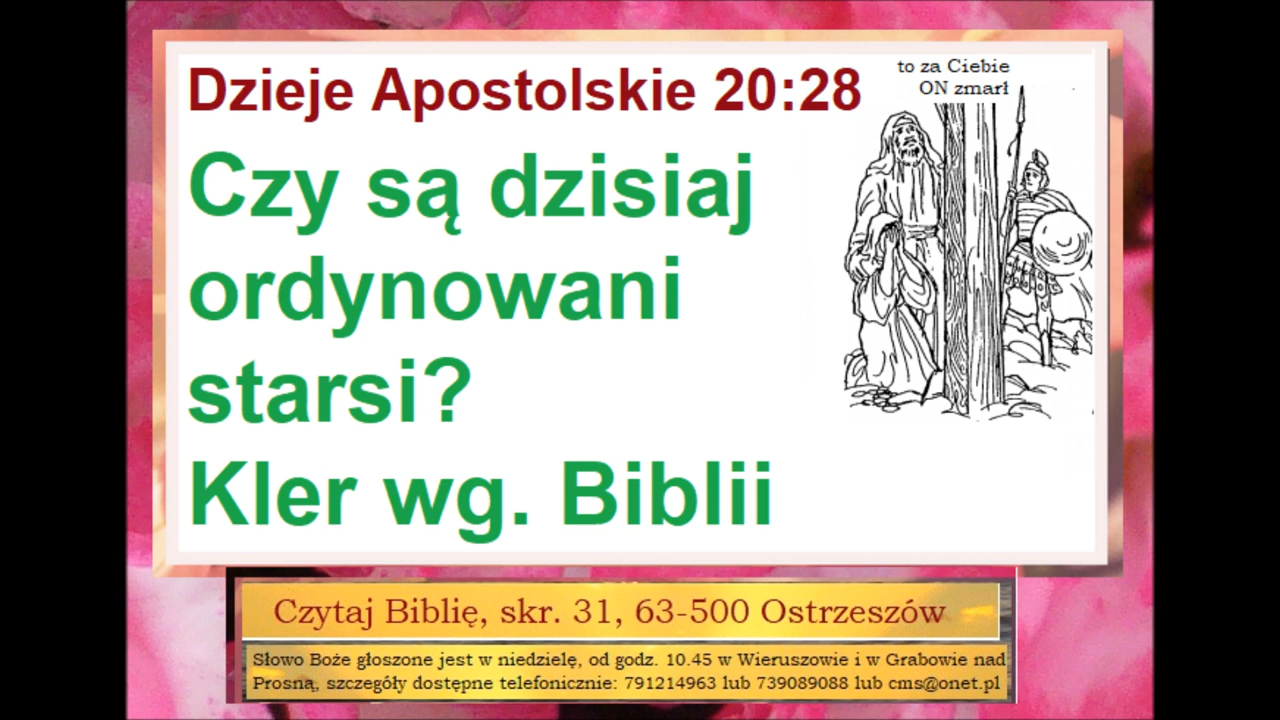 Dzieje Apostolskie 20:28
to za Ciebie
ON zmarł
Czy są dzisiaj
ordynowani
starsi?
Kler wg. Biblii
Czytaj Biblię, skr. 31, 63-500 Ostrzeszów
Słowo Boże głoszone jest w niedzielę, od godz. 10.45 w Wieruszowie i w Grabowie nad
Prosną, szczegóły dostępne telefonicznie: 791214963 lub 739089088 lub cms@onet.pl